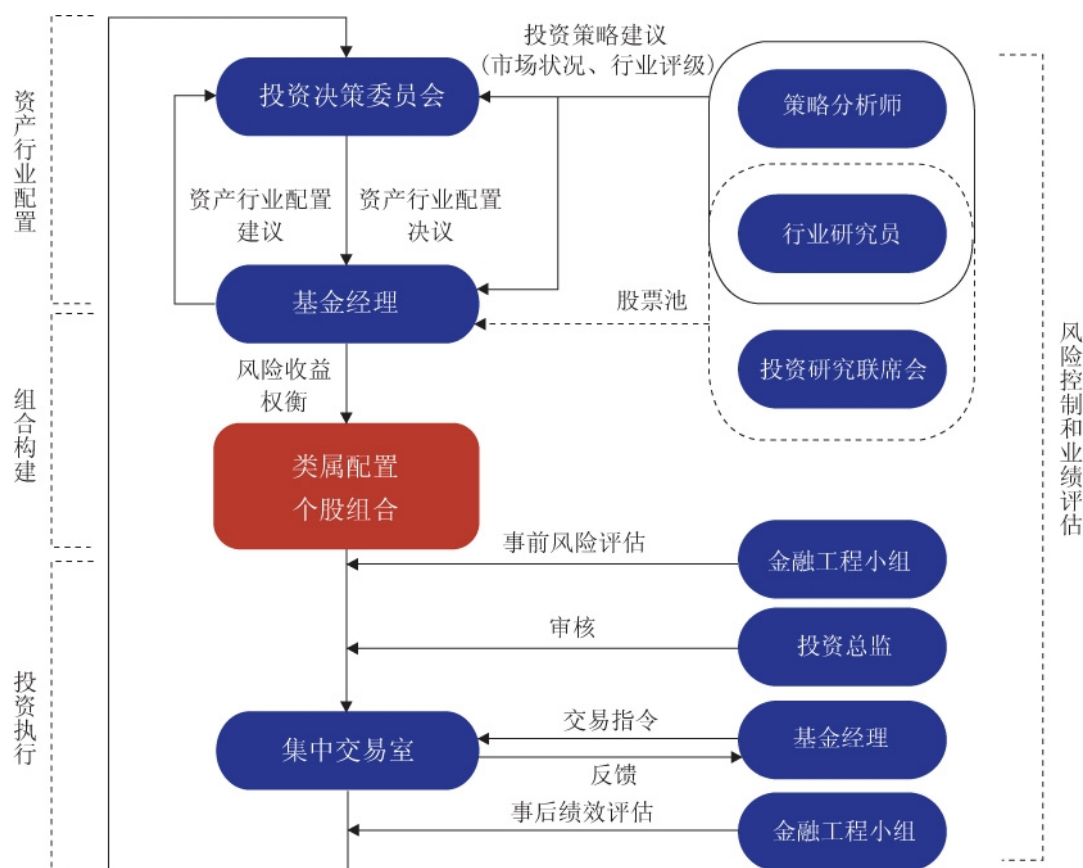 投资策略建议
(市场状况、行业评级)
投资决策委员会
策略分析师
资产行业配置
资产行业配置
建议
资产行业配置
决议
行业研究员
基金经理
股票池
投资研究联席会
风险收益
权衡
组合构建
类属配置
个股组合
风险控制和业绩评估
事前风险评估
金融工程小组
审核
投资总监
投资执行
集中交易室
交易指令
基金经理
反馈
事后绩效评估
金融工程小组